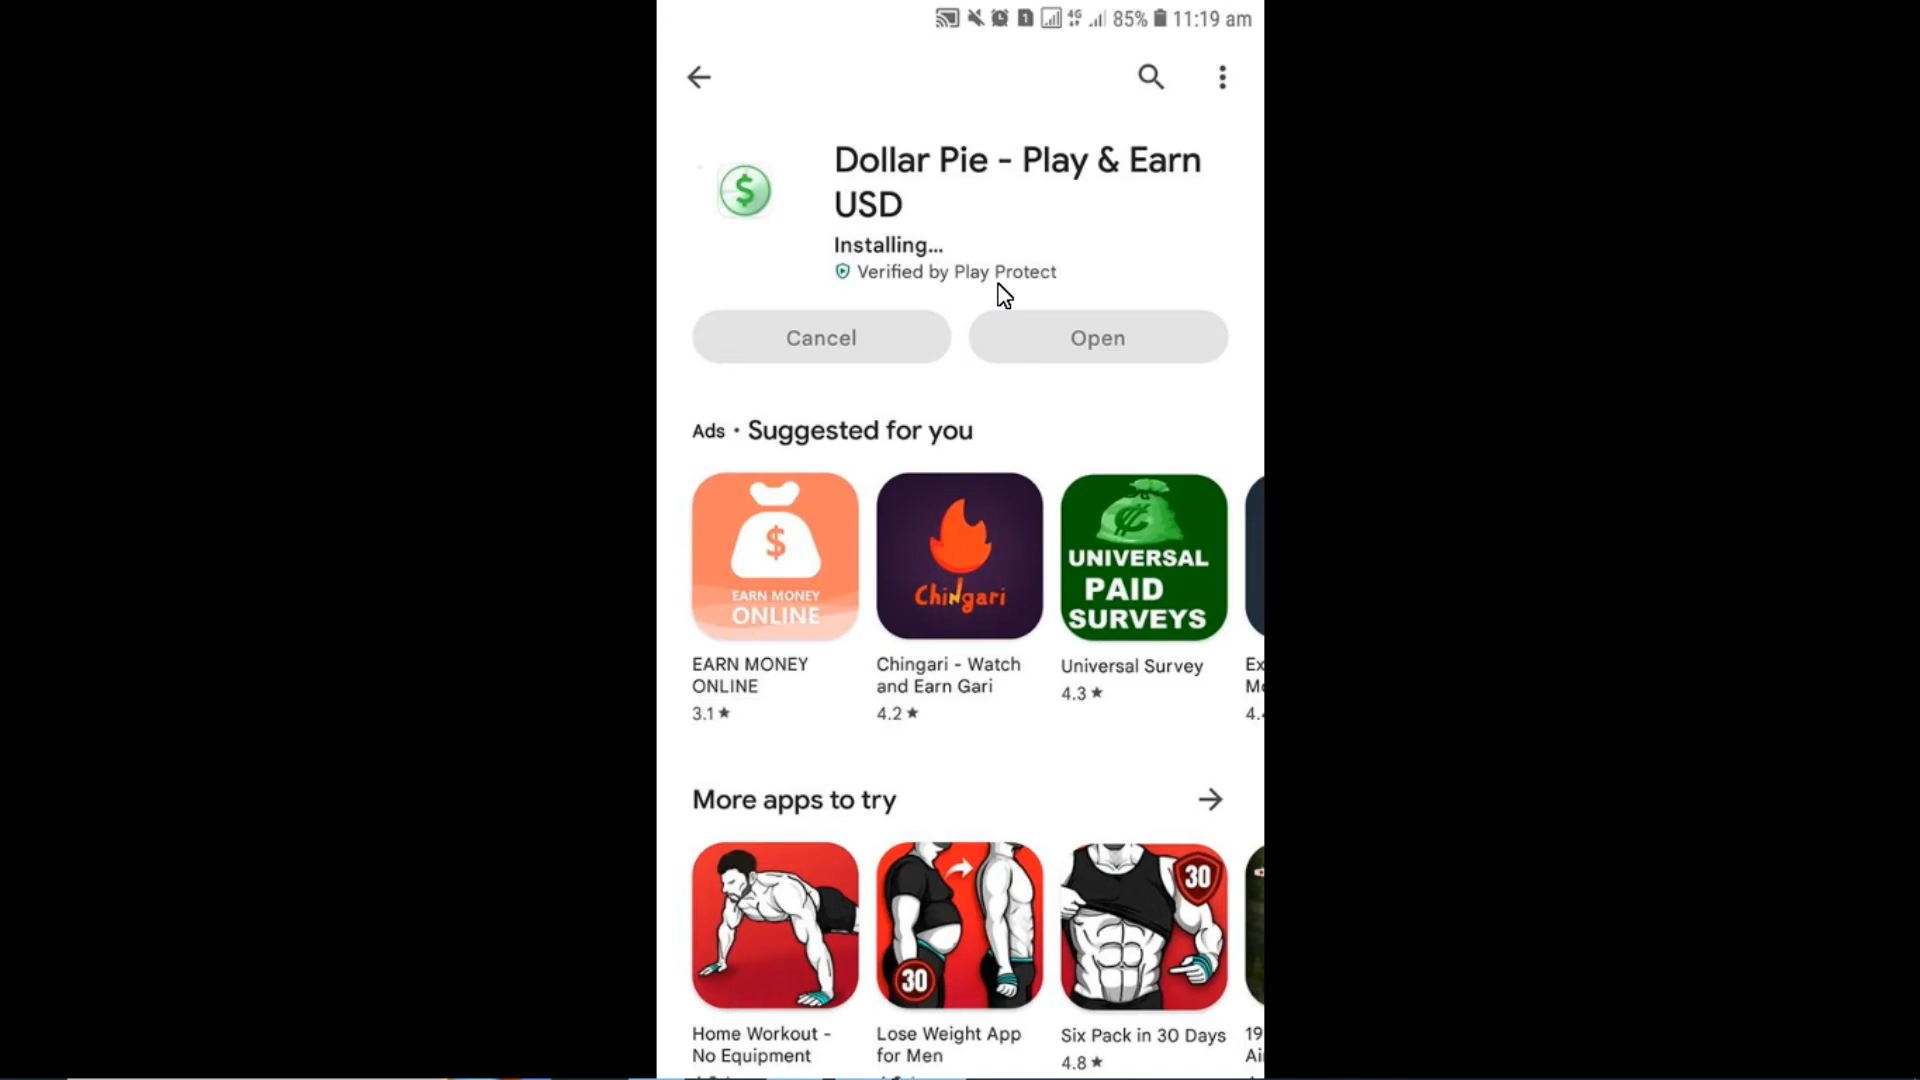 4G 85% 11:19 am
Dollar Pie - Play & Earn
USD
Installing...
Verified by Play Protect
Cancel
Open
Ads • Suggested for you
$
EARN MONEY
ONLINE
Chingari
UNIVERSAL
PAID
SURVEYS
EARN MONEY
ONLINE
3.1★
Chingari - Watch
and Earn Gari
4.2★
Universal Survey
4.3★
Ex
More apps to try
30
30
Home Workout -
No Equipment
Lose Weight App
for Men
Six Pack in 30 Days
4.8★
19